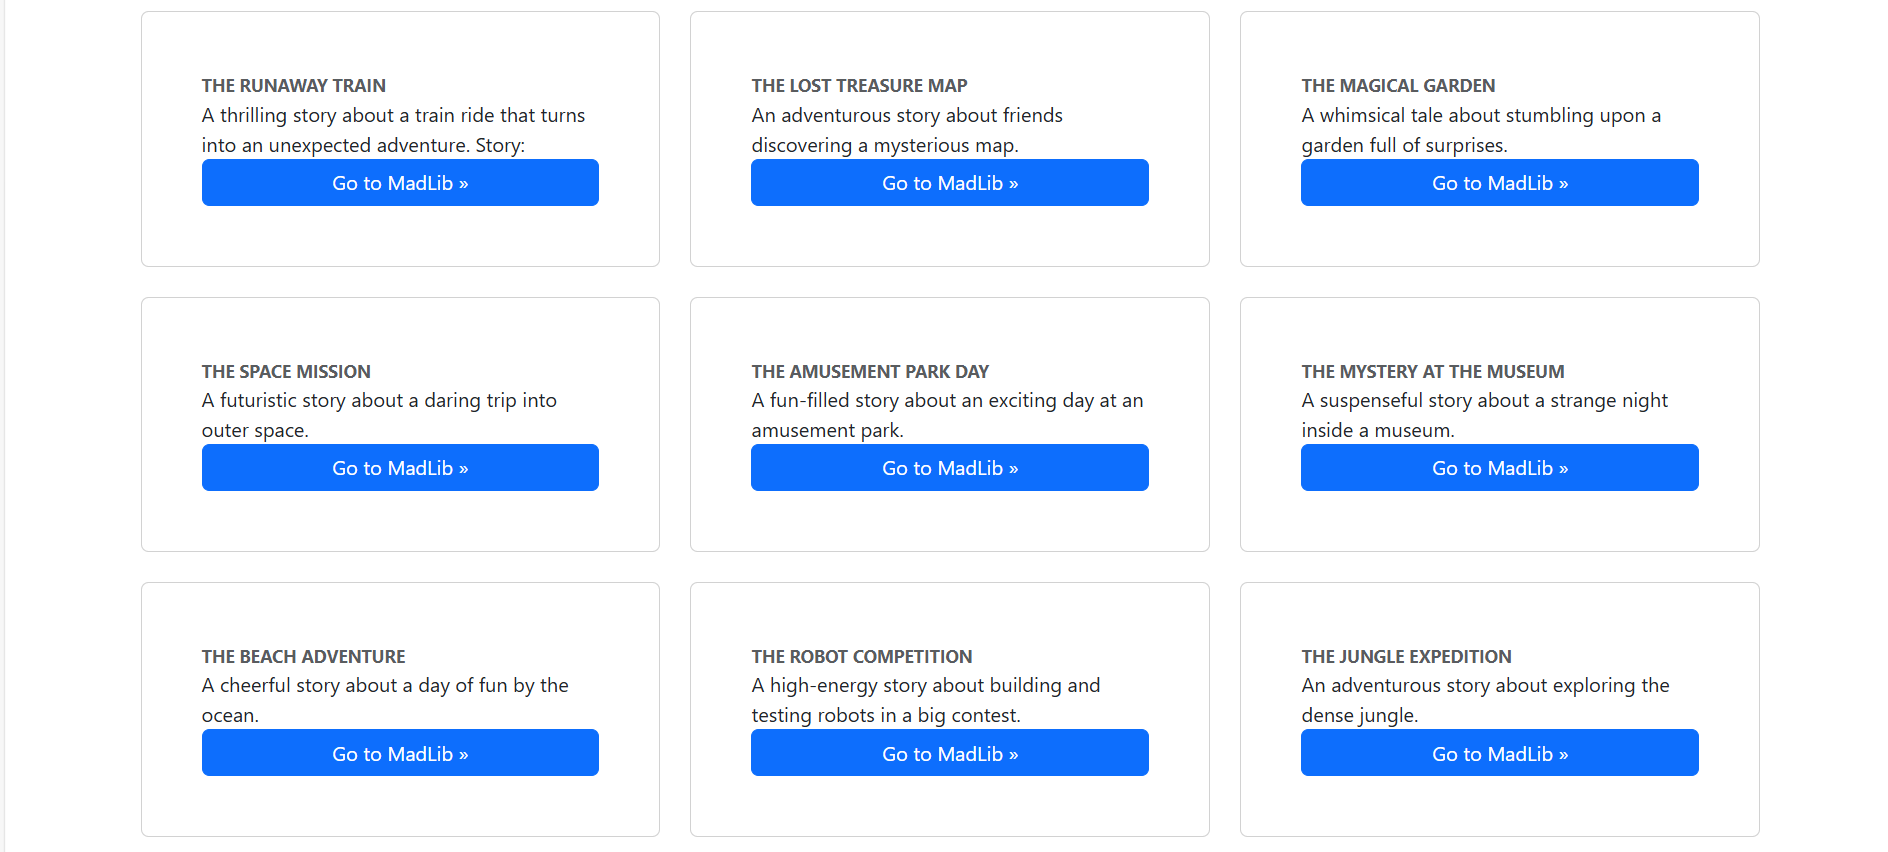 THE RUNAWAY TRAIN
A thrilling story about a train ride that turns
into an unexpected adventure. Story:
Go to MadLib »
THE LOST TREASURE MAP
An adventurous story about friends
discovering a mysterious map.
Go to MadLib »
THE MAGICAL GARDEN
A whimsical tale about stumbling upon a
garden full of surprises.
Go to MadLib »
THE SPACE MISSION
A futuristic story about a daring trip into
outer space.
Go to MadLib »
THE AMUSEMENT PARK DAY
A fun-filled story about an exciting day at an
amusement park.
Go to MadLib »
THE MYSTERY AT THE MUSEUM
A suspenseful story about a strange night
inside a museum.
Go to MadLib »
THE BEACH ADVENTURE
A cheerful story about a day of fun by the
ocean.
Go to MadLib »
THE ROBOT COMPETITION
A high-energy story about building and
testing robots in a big contest.
Go to MadLib »
THE JUNGLE EXPEDITION
An adventurous story about exploring the
dense jungle.
Go to MadLib »